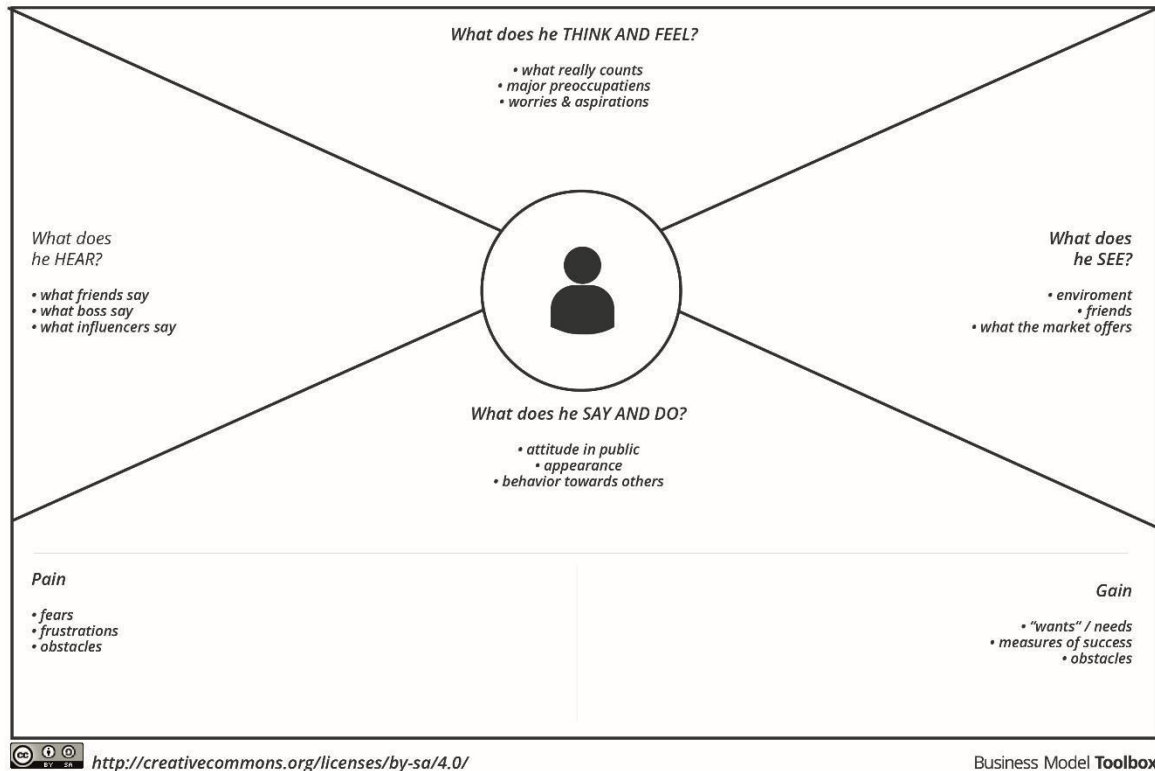 What does he THINK AND FEEL?
• what really counts
• major preoccupatiens
• worries & aspirations
What does
he HEAR?
• what friends say
• what boss say
• what influencers say
What does
he SEE?
• enviroment
• friends
• what the market offers
What does he SAY AND DO?
• attitude in public
• appearance
• behavior towards others
Pain
• fears
• frustrations
• obstacles
Gain
• “wants” / needs
• measures of success
• obstacles
cc BY SA
http://creativecommons.org/licenses/by-sa/4.0/
Business Model Toolbox